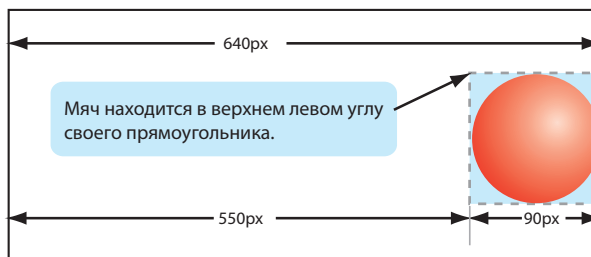 640px
Мяч находится в верхнем левом углу
своего прямоугольника.
550px
90px